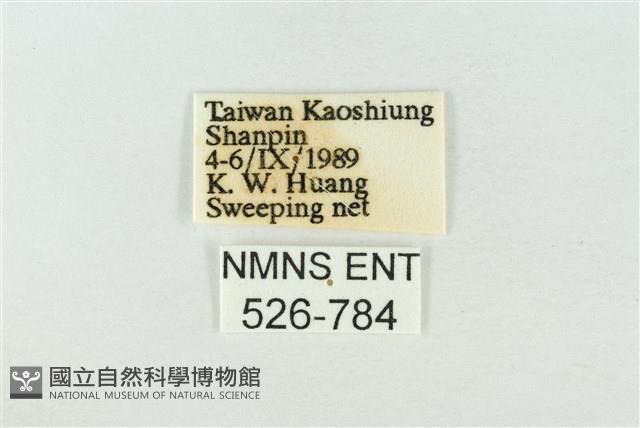 Taiwan Kaoshiung
Shanpin
4-6/IX/1989
K. W. Huang
Sweeping net
NMNS ENT
526-784
國立自然科學博物館
NATIONAL MUSEUM OF NATURAL SCIENCE